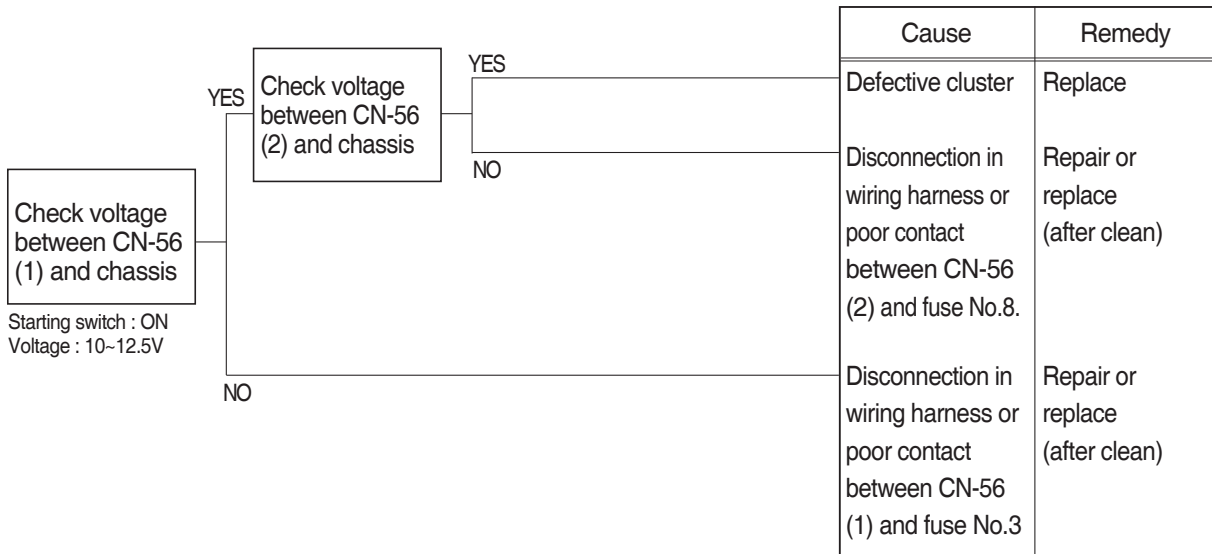 Cause
Remedy
YES
Check voltage
between CN-56
(2) and chassis
YES
Defective cluster
Replace
NO
Disconnection in
wiring harness or
poor contact
between CN-56
(2) and fuse No.8.
Repair or
replace
(after clean)
Check voltage
between CN-56
(1) and chassis
Starting switch : ON
Voltage : 10~12.5V
NO
Disconnection in
wiring harness or
poor contact
between CN-56
(1) and fuse No.3
Repair or
replace
(after clean)